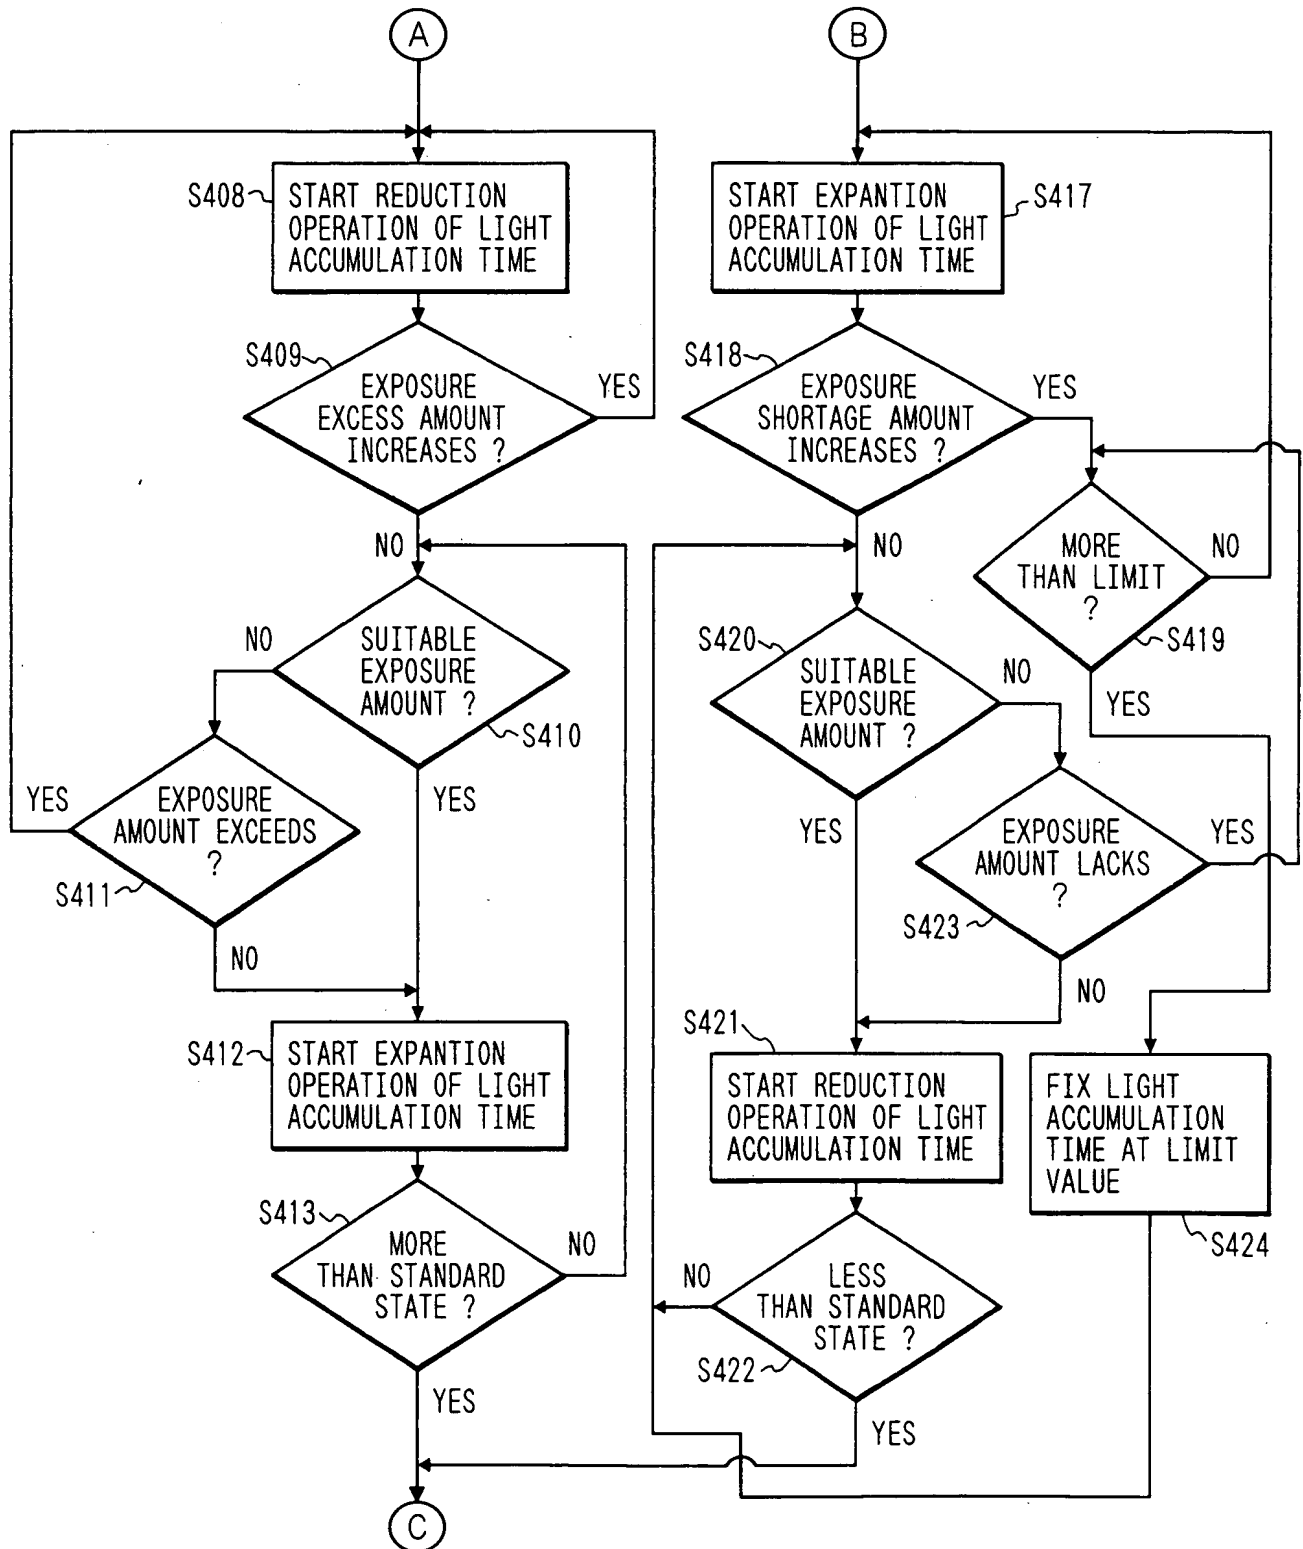 A
S408
START REDUCTION
OPERATION OF LIGHT
ACCUMULATION TIME
S409
EXPOSURE
EXCESS AMOUNT
INCREASES ?
YES
NO
SUITABLE
EXPOSURE
AMOUNT ?
S410
NO
YES
EXPOSURE
AMOUNT EXCEEDS
?
S411
YES
NO
S412
START EXPANTION
OPERATION OF LIGHT
ACCUMULATION TIME
S413
MORE
THAN STANDARD
STATE ?
NO
YES
C
B
START EXPANTION
OPERATION OF LIGHT
ACCUMULATION TIME
S417
S418
EXPOSURE
SHORTAGE AMOUNT
INCREASES ?
YES
NO
MORE
THAN LIMIT
?
S419
NO
YES
S420
SUITABLE
EXPOSURE
AMOUNT ?
NO
YES
EXPOSURE
AMOUNT LACKS
?
S423
YES
NO
S421
START REDUCTION
OPERATION OF LIGHT
ACCUMULATION TIME
LESS
THAN STANDARD
STATE ?
S422
NO
YES
FIX LIGHT
ACCUMULATION
TIME AT LIMIT
VALUE
S424